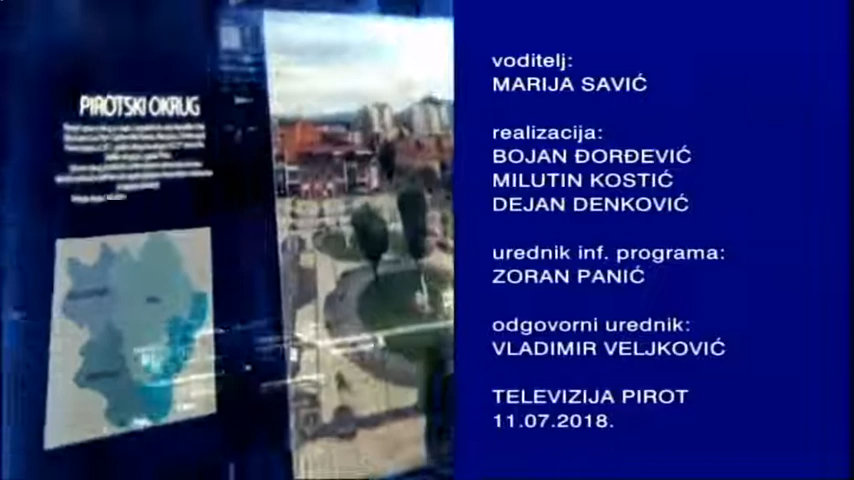 PIROTSKI OKRUG
voditelj:
MARIJA SAVIĆ
realizacija:
BOJAN ĐORĐEVIĆ
MILUTIN KOSTIĆ
DEJAN DENKOVIĆ
urednik inf. programa:
ZORAN PANIĆ
odgovorni urednik:
VLADIMIR VELJKOVIĆ
TELEVIZIJA PIROT
11.07.2018.